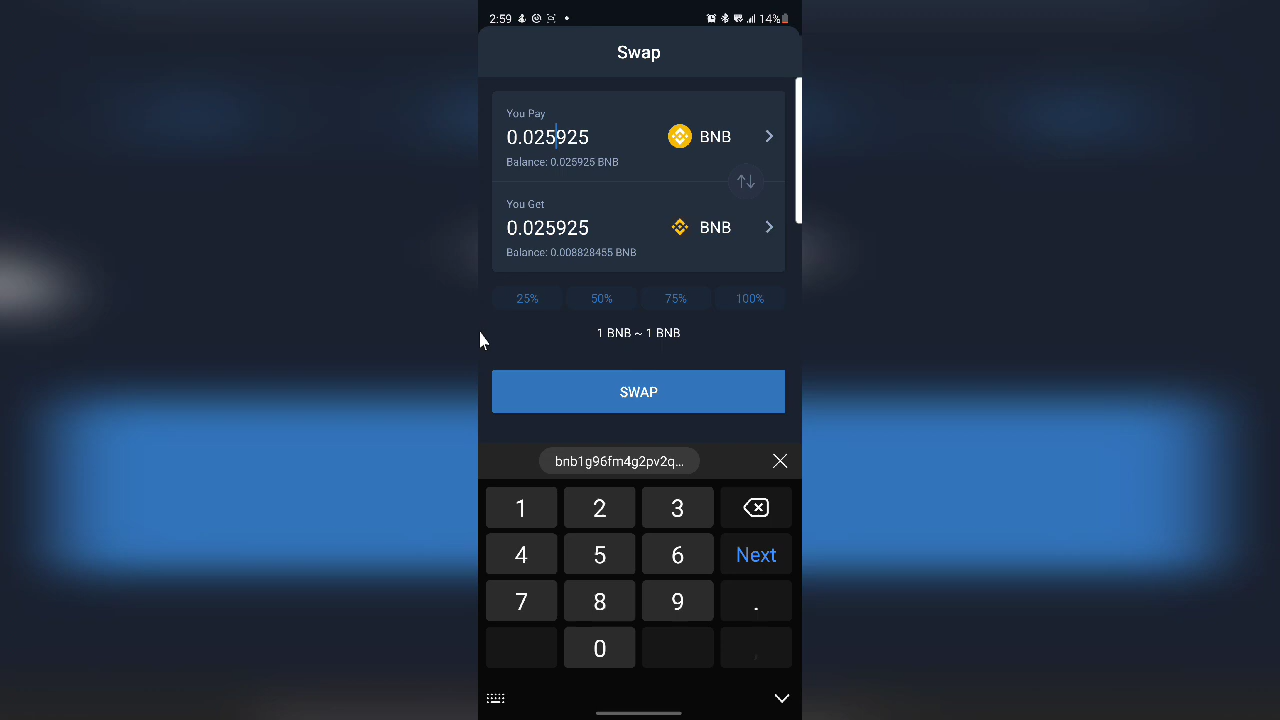 2:59 14%
Swap
You Pay
0.025925 BNB
Balance: 0.025925 BNB
You Get
0.025925 BNB
Balance: 0.008828455 BNB
25% 50% 75% 100%
1 BNB ~ 1 BNB
SWAP
bnb1g96fm4g2pv2q...
1 2 3
4 5 6 Next
7 8 9 .
0 ,